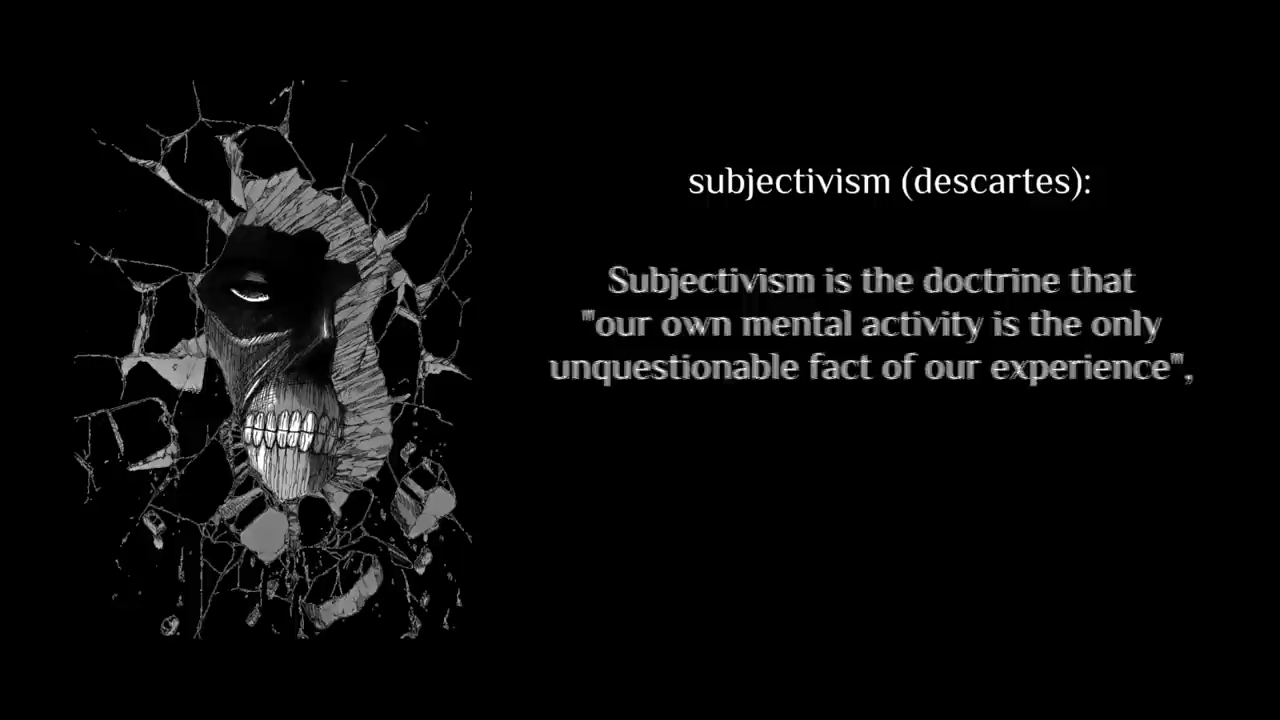 subjectivism (descartes):
Subjectivism is the doctrine that
"our own mental activity is the only
unquestionable fact of our experience",